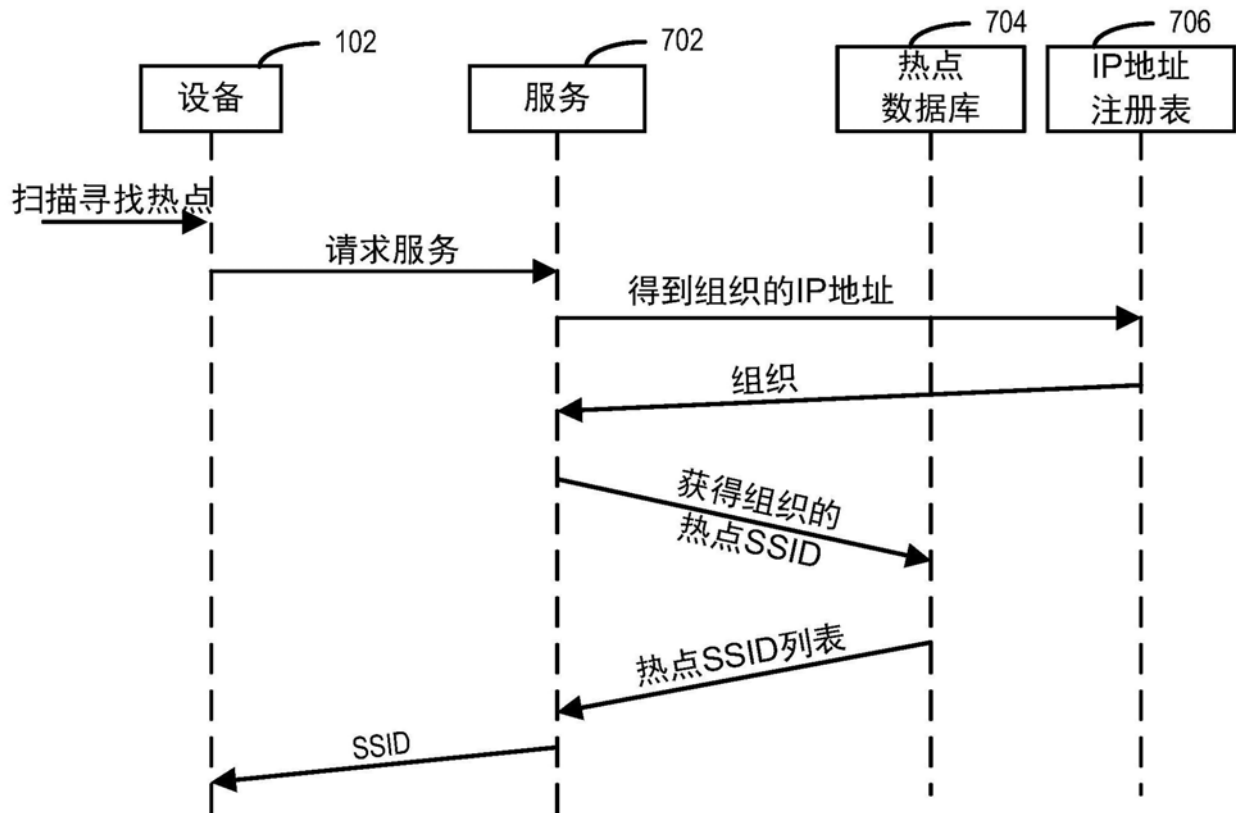 102
702
704
706
设备
服务
热点
数据库
IP地址
注册表
扫描寻找热点
请求服务
得到组织的IP地址
组织
获得组织的
热点SSID
热点SSID列表
SSID